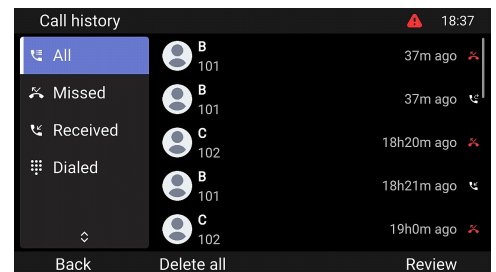 Call history
18:37
All
Missed
Received
Dialed
B
101
37m ago
B
101
37m ago
C
102
18h20m ago
B
101
18h21m ago
C
102
19h0m ago
Back
Delete all
Review